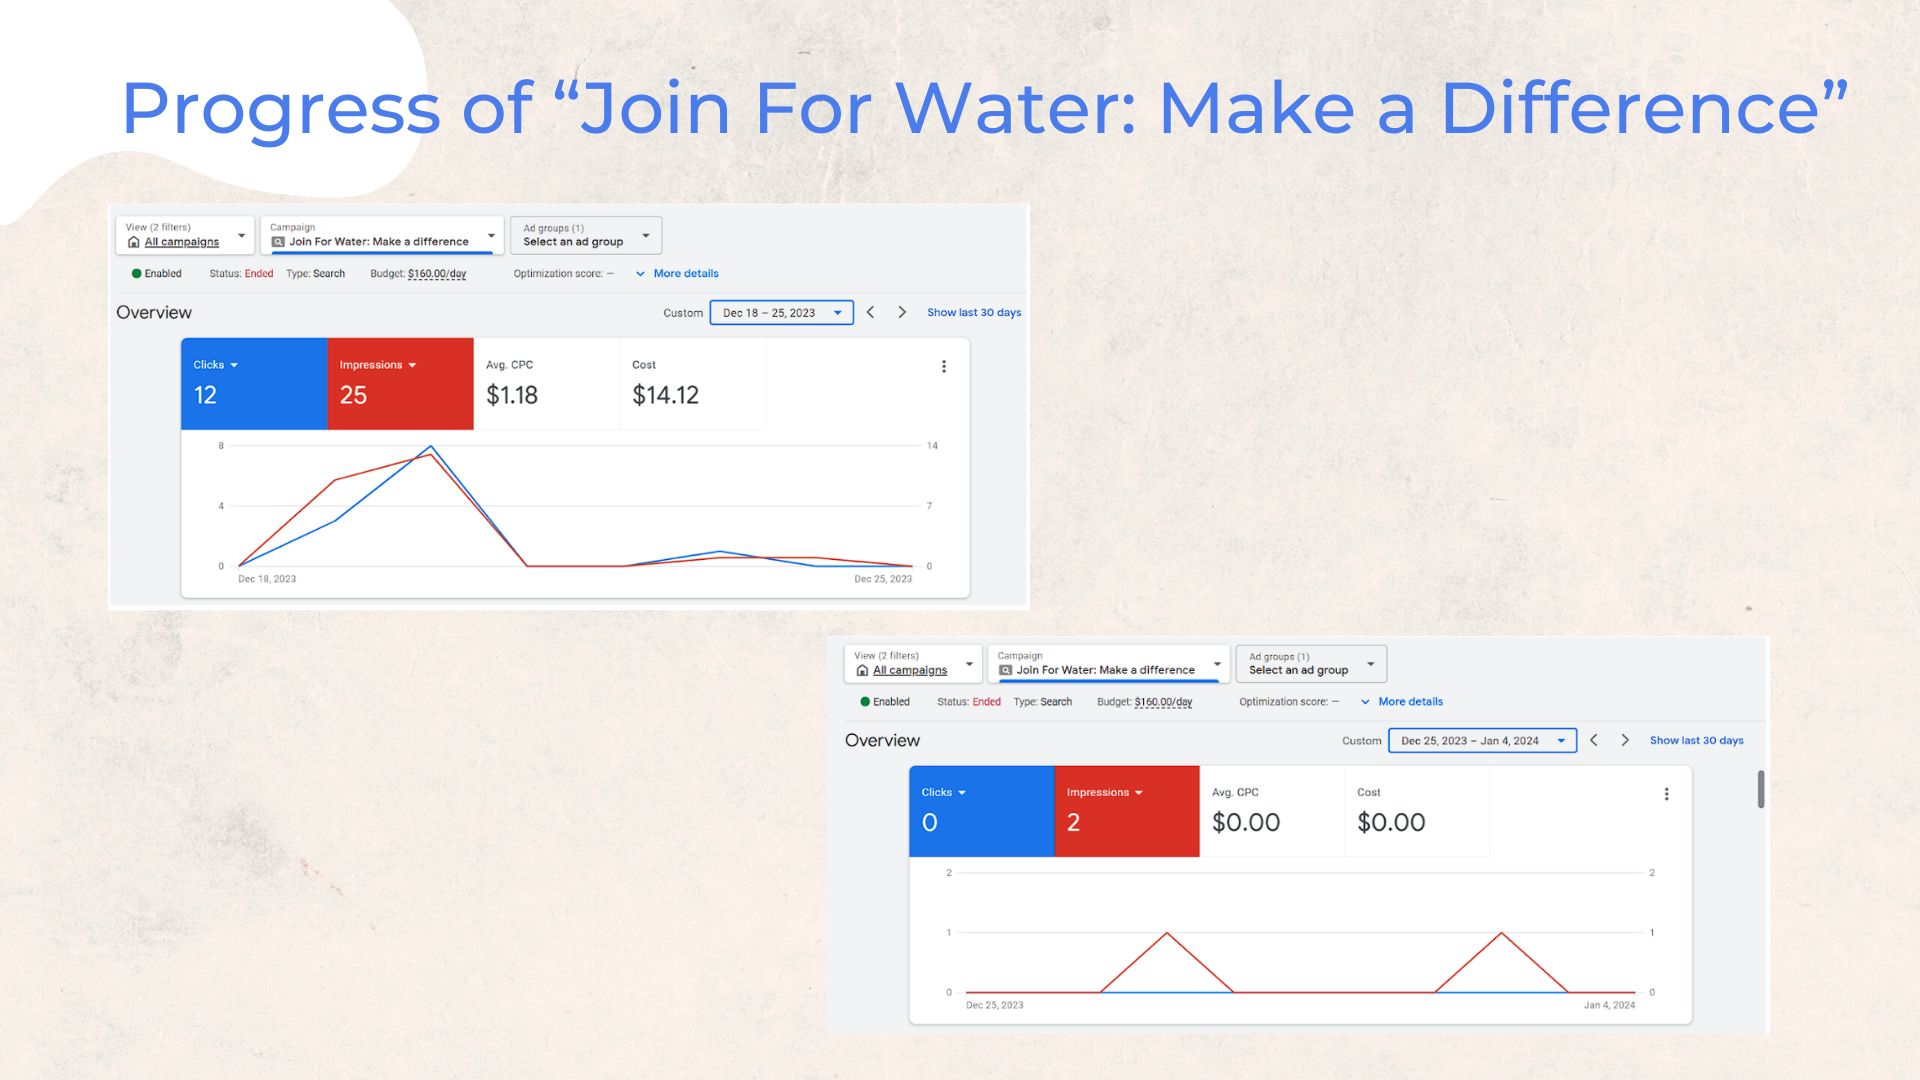 Progress of “Join For Water: Make a Difference”
View (2 filters)
All campaigns
Campaign
Join For Water: Make a difference
Ad groups (1)
Select an ad group
Enabled Status: Ended Type: Search Budget: $160.00/day Optimization score: — More details
Overview
Custom Dec 18 – 25, 2023 Show last 30 days
Clicks Impressions Avg. CPC Cost
12 25 $1.18 $14.12
8 14
4 7
0 0
Dec 18, 2023 Dec 25, 2023
View (2 filters)
All campaigns
Campaign
Join For Water: Make a difference
Ad groups (1)
Select an ad group
Enabled Status: Ended Type: Search Budget: $160.00/day Optimization score: — More details
Overview
Custom Dec 25, 2023 – Jan 4, 2024 Show last 30 days
Clicks Impressions Avg. CPC Cost
0 2 $0.00 $0.00
2 2
1 1
0 0
Dec 25, 2023 Jan 4, 2024